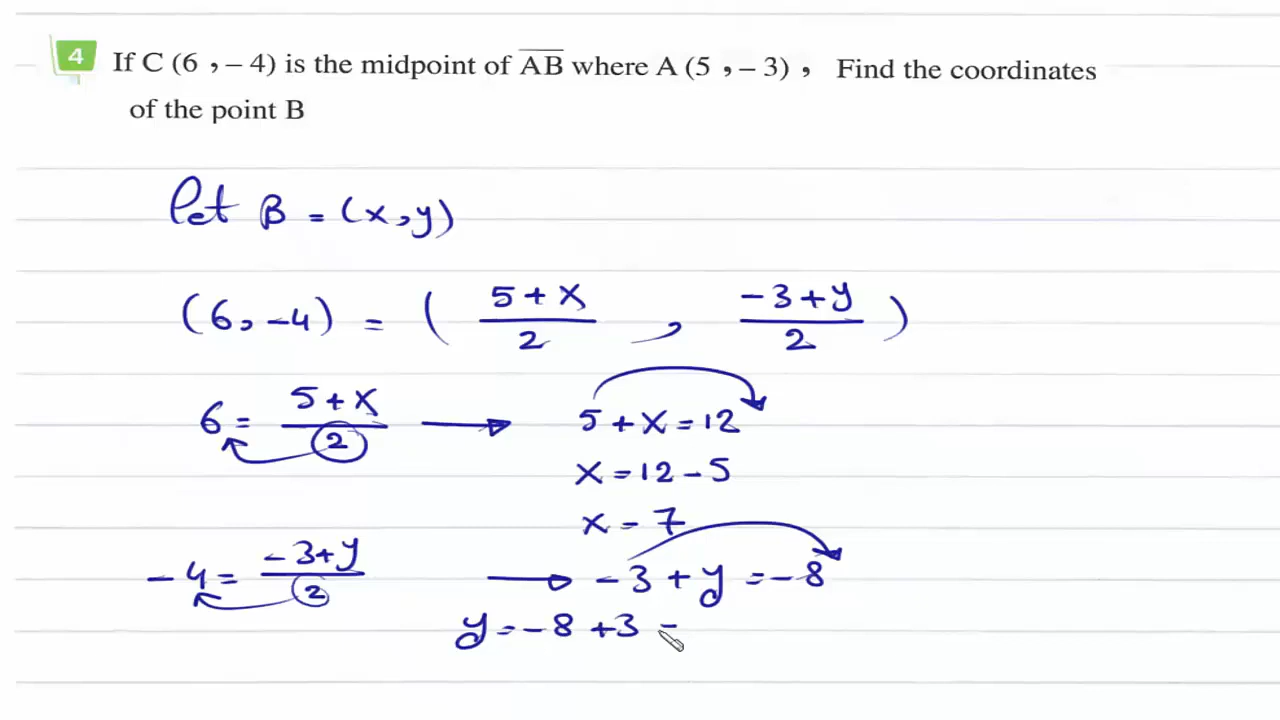 4 If C (6 , – 4) is the midpoint of AB where A (5 , – 3) , Find the coordinates
of the point B
let B = (x,y)
(6, -4) = ( 5+x/2 , -3+y/2 )
6 = 5+x/2 → 5+x=12
x=12-5
x=7
-4 = -3+y/2 → -3+y=-8
y=-8+3=